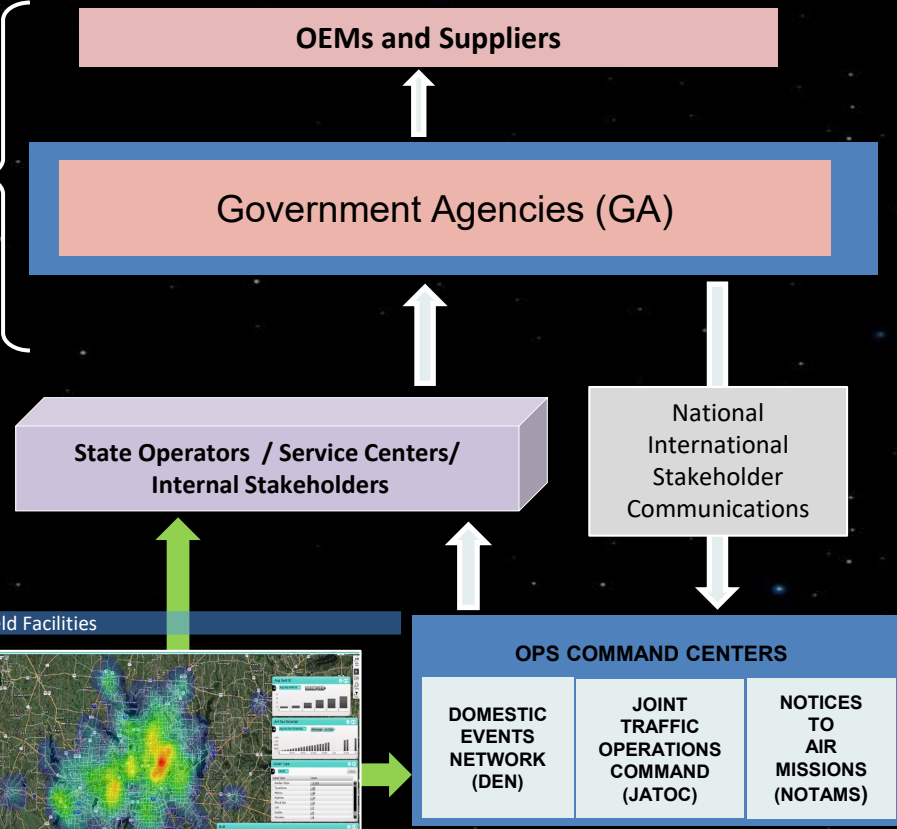 OEMs and Suppliers
Government Agencies (GA)
State Operators / Service Centers/
Internal Stakeholders
National
International
Stakeholder
Communications
ld Facilities
OPS COMMAND CENTERS
DOMESTIC
EVENTS
NETWORK
(DEN)
JOINT
TRAFFIC
OPERATIONS
COMMAND
(JATOC)
NOTICES
TO
AIR
MISSIONS
(NOTAMS)